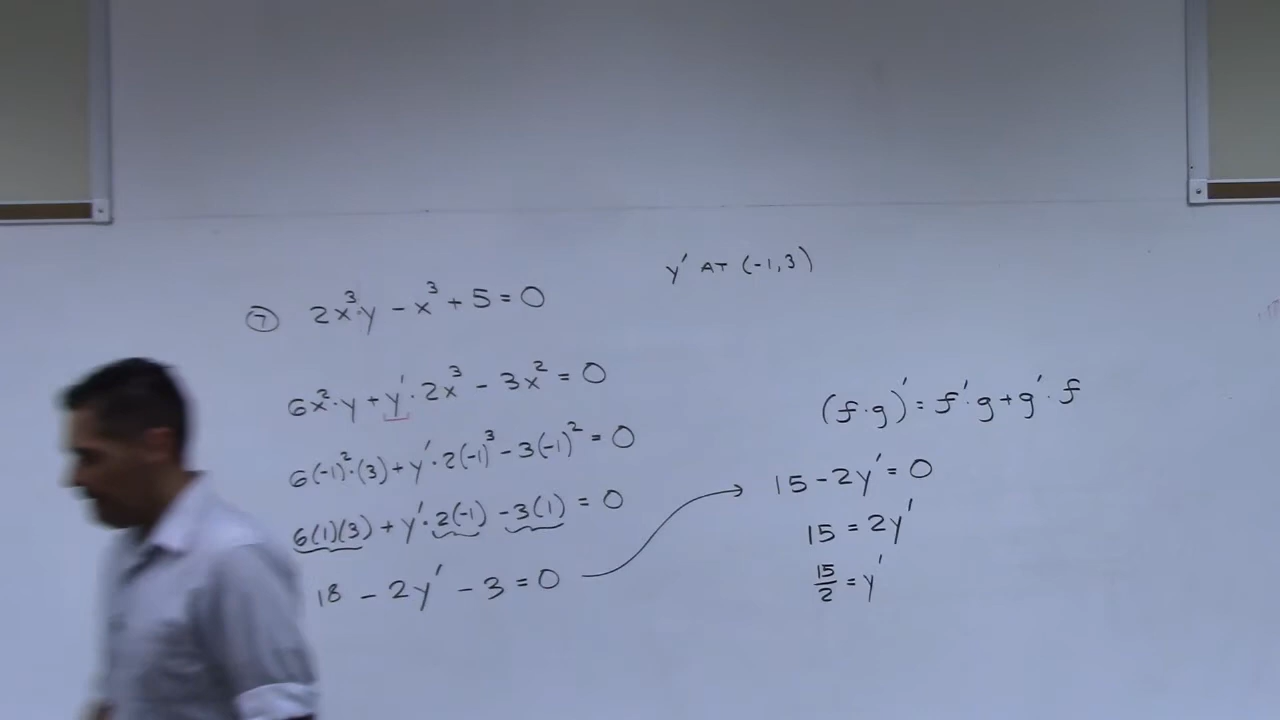 y' AT (-1,3)
⑦ 2x³·y - x³ + 5 = 0
6x²·y + y'·2x³ - 3x² = 0
6(-1)²·(3) + y'·2(-1)³ - 3(-1)² = 0
6(1)(3) + y'·2(-1) - 3(1) = 0
18 - 2y' - 3 = 0
(f·g)' = f'·g + g'·f
15 - 2y' = 0
15 = 2y'
15/2 = y'